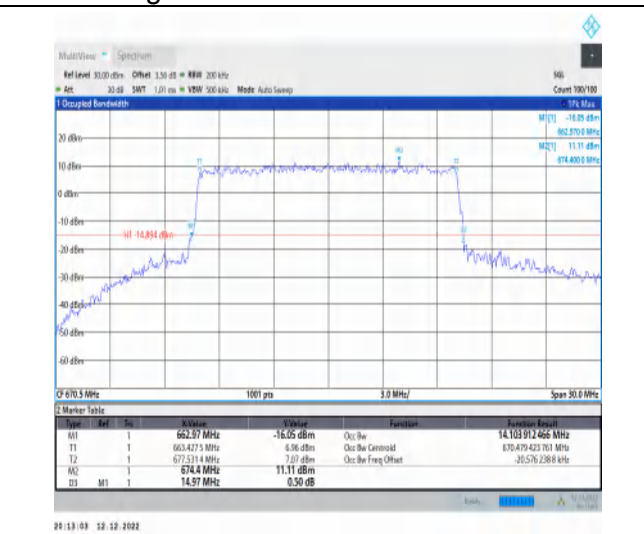 MultiView Spectrum
Ref Level 30.00 dBm Offset 3.50 dB RBW 200 kHz SGL
Att 30 dB SWT 1.01 ms VBW 500 kHz Mode Auto Sweep Count 100/100
1 Occupied Bandwidth 1Pk Max
M1[1] -16.05 dBm
662.9700 MHz
M2[1] 11.11 dBm
674.4000 MHz
20 dBm
10 dBm
0 dBm
-10 dBm
H1 -14.894 dBm
-20 dBm
-30 dBm
-40 dBm
-50 dBm
-60 dBm
T1
M2
T2
CF 670.5 MHz 1001 pts 3.0 MHz/ Span 30.0 MHz
2 Marker Table
Type Ref Trc X-Value Y-Value Function Function Result
M1 1 662.97 MHz -16.05 dBm Occ Bw 14.103 912 466 MHz
T1 1 663.4275 MHz 6.96 dBm Occ Bw Centroid 670.479 423 761 MHz
T2 1 677.5314 MHz 7.07 dBm Occ Bw Freq Offset -20.576 238 8 kHz
M2 1 674.4 MHz 11.11 dBm
D3 M1 1 14.97 MHz 0.50 dB
20:13:03 12.12.2022